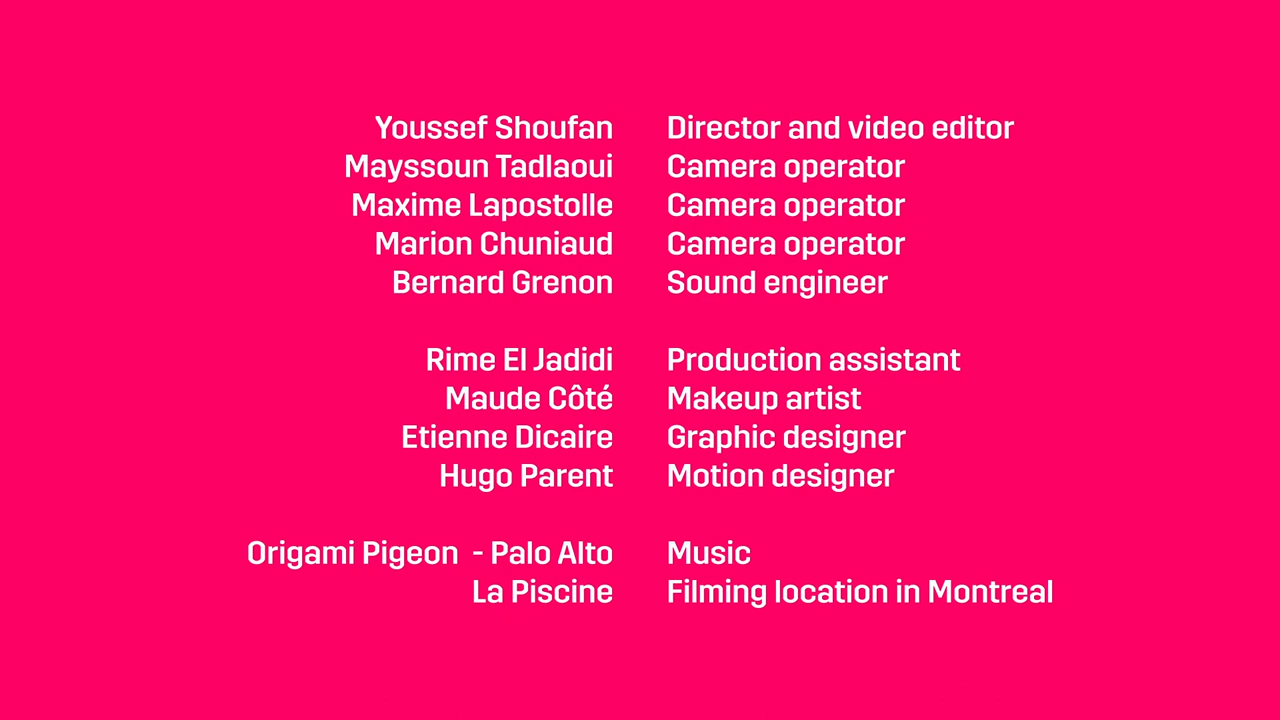 Youssef Shoufan Director and video editor
Mayssoun Tadlaoui Camera operator
Maxime Lapostolle Camera operator
Marion Chuniaud Camera operator
Bernard Grenon Sound engineer
Rime El Jadidi Production assistant
Maude Côté Makeup artist
Etienne Dicaire Graphic designer
Hugo Parent Motion designer
Origami Pigeon - Palo Alto Music
La Piscine Filming location in Montreal